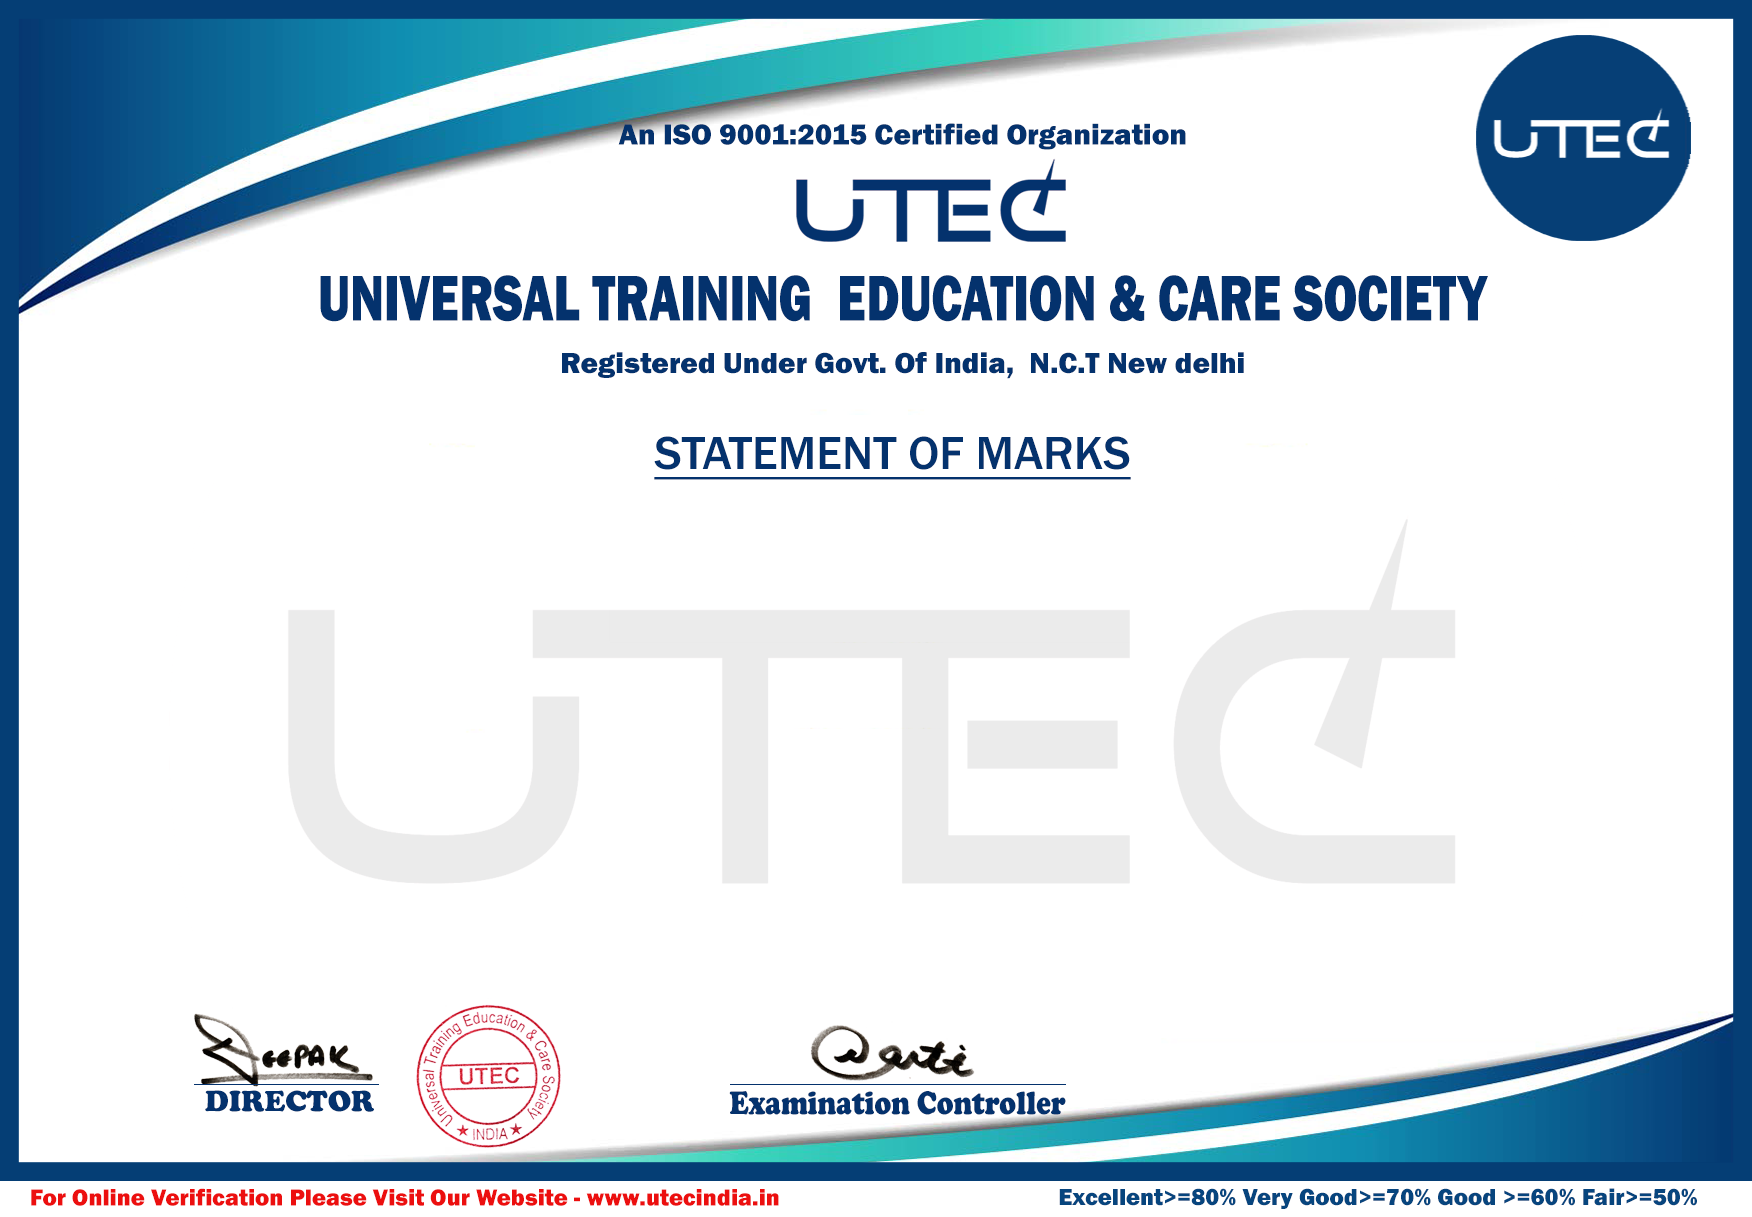 An ISO 9001:2015 Certified Organization
UTEC
UTEC
UNIVERSAL TRAINING EDUCATION & CARE SOCIETY
Registered Under Govt. Of India, N.C.T New delhi
STATEMENT OF MARKS
UTEC
DEEPAK
Universal Training Education & Care Society
UTEC
★ INDIA ★
Aarti
DIRECTOR
Examination Controller
For Online Verification Please Visit Our Website - www.utecindia.in
Excellent>=80% Very Good>=70% Good >=60% Fair>=50%